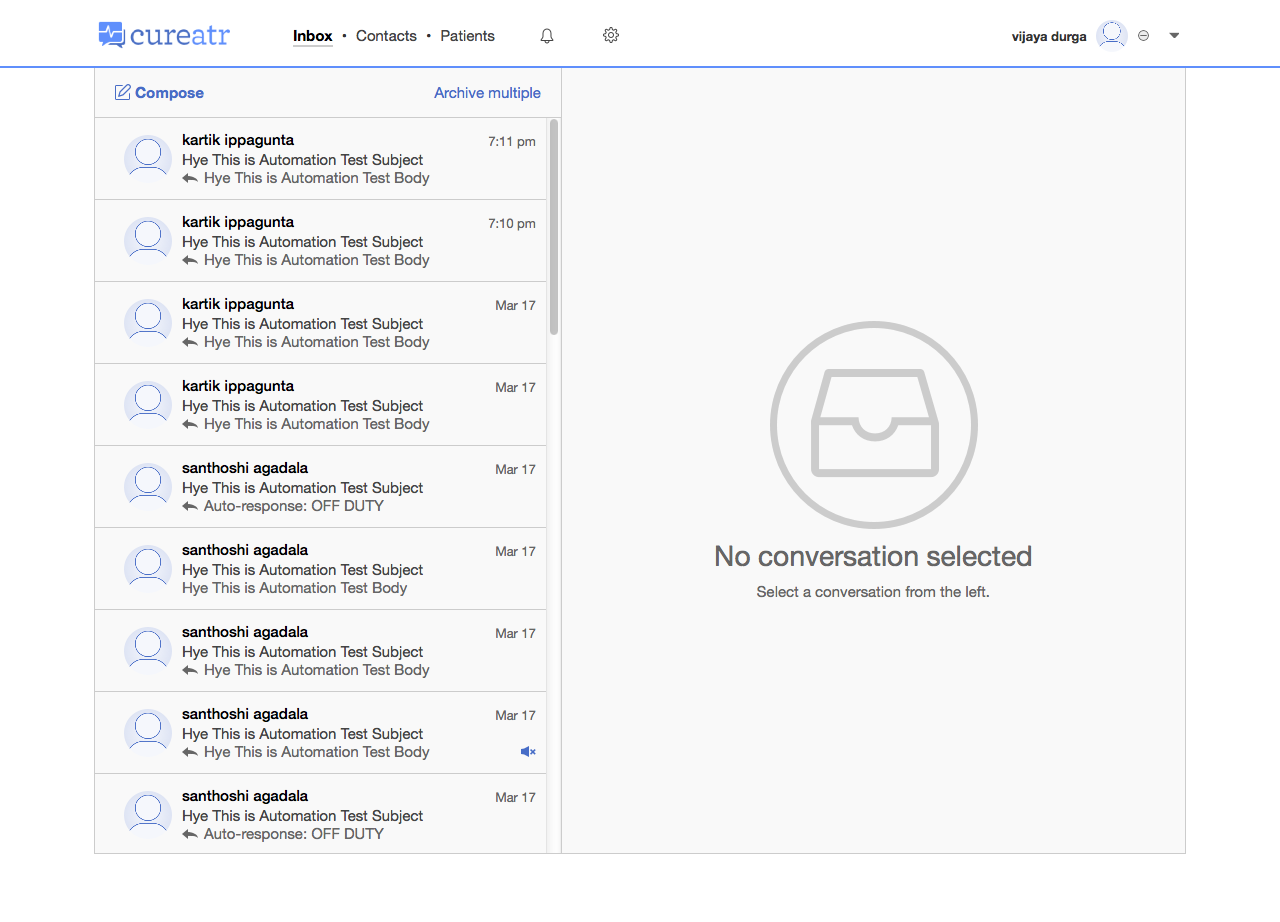 cureatr
Inbox • Contacts • Patients
vijaya durga
Compose
Archive multiple
kartik ippagunta
7:11 pm
Hye This is Automation Test Subject
Hye This is Automation Test Body
kartik ippagunta
7:10 pm
Hye This is Automation Test Subject
Hye This is Automation Test Body
kartik ippagunta
Mar 17
Hye This is Automation Test Subject
Hye This is Automation Test Body
kartik ippagunta
Mar 17
Hye This is Automation Test Subject
Hye This is Automation Test Body
santhoshi agadala
Mar 17
Hye This is Automation Test Subject
Auto-response: OFF DUTY
santhoshi agadala
Mar 17
Hye This is Automation Test Subject
Hye This is Automation Test Body
santhoshi agadala
Mar 17
Hye This is Automation Test Subject
Hye This is Automation Test Body
santhoshi agadala
Mar 17
Hye This is Automation Test Subject
Hye This is Automation Test Body
santhoshi agadala
Mar 17
Hye This is Automation Test Subject
Auto-response: OFF DUTY
No conversation selected
Select a conversation from the left.